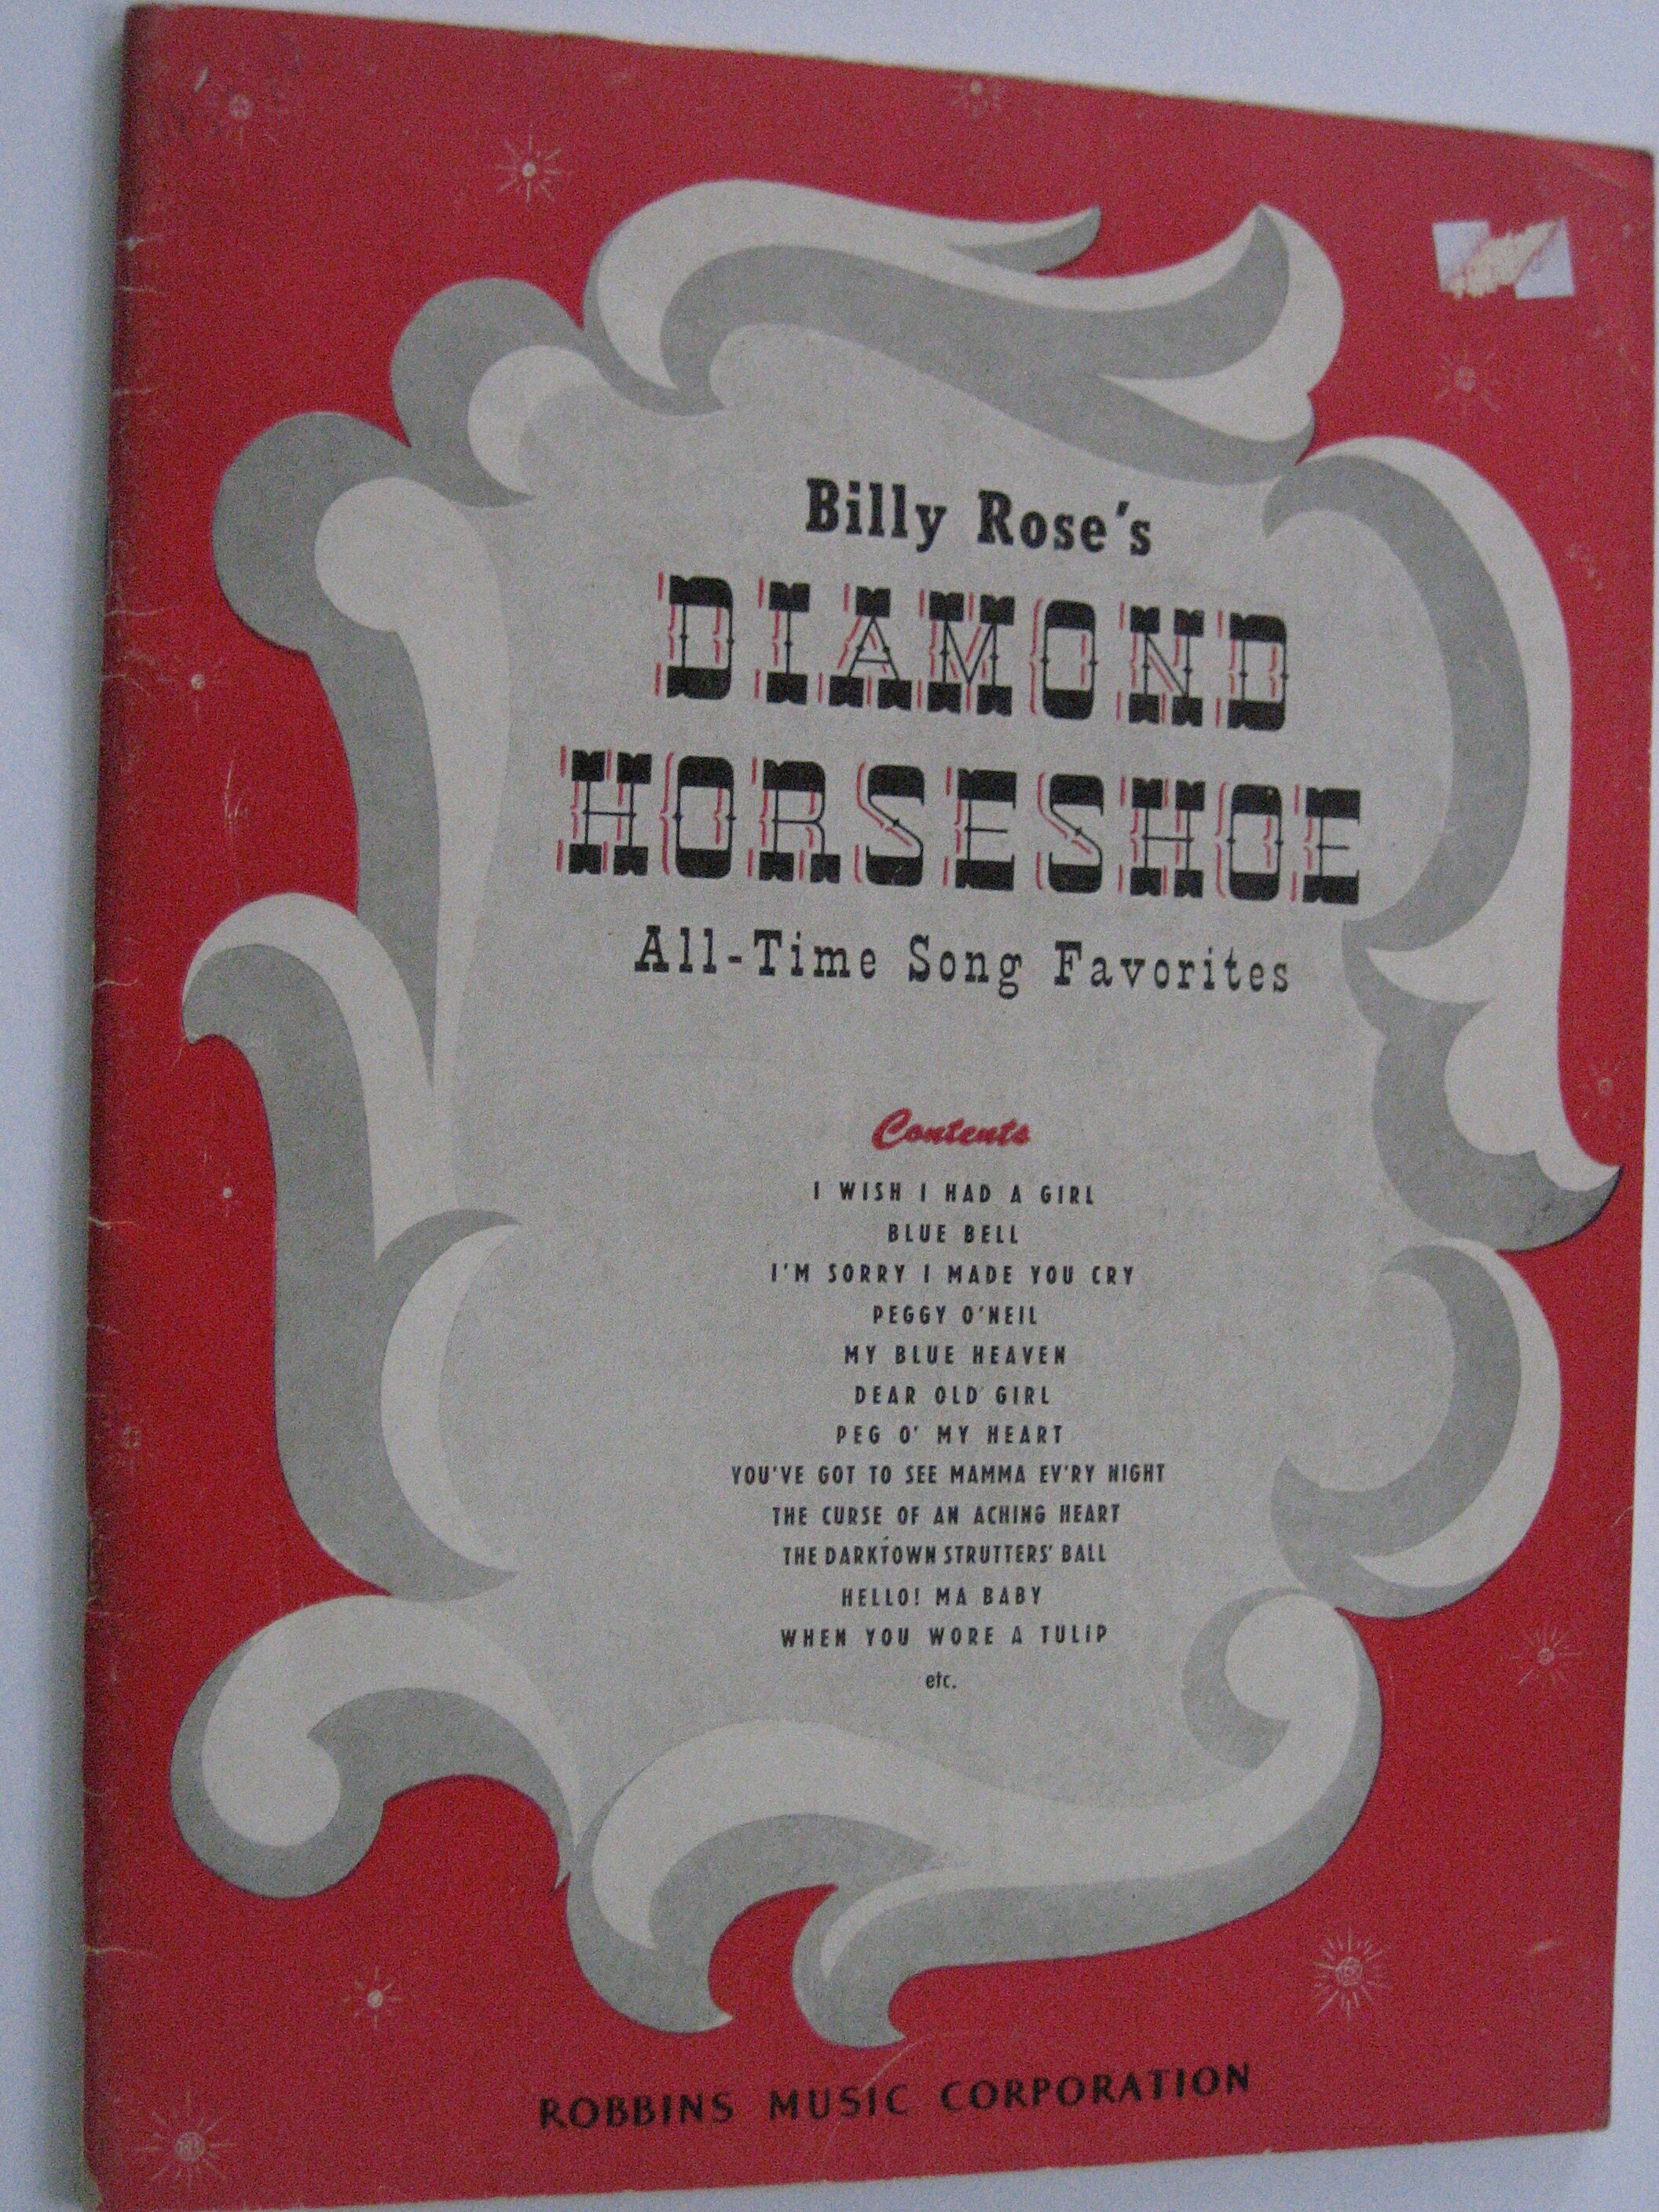 Billy Rose's
DIAMOND
HORSESHOE
All-Time Song Favorites
Contents
I WISH I HAD A GIRL
BLUE BELL
I'M SORRY I MADE YOU CRY
PEGGY O'NEIL
MY BLUE HEAVEN
DEAR OLD GIRL
PEG O' MY HEART
YOU'VE GOT TO SEE MAMMA EV'RY NIGHT
THE CURSE OF AN ACHING HEART
THE DARKTOWN STRUTTERS' BALL
HELLO! MA BABY
WHEN YOU WORE A TULIP
etc.
ROBBINS MUSIC CORPORATION